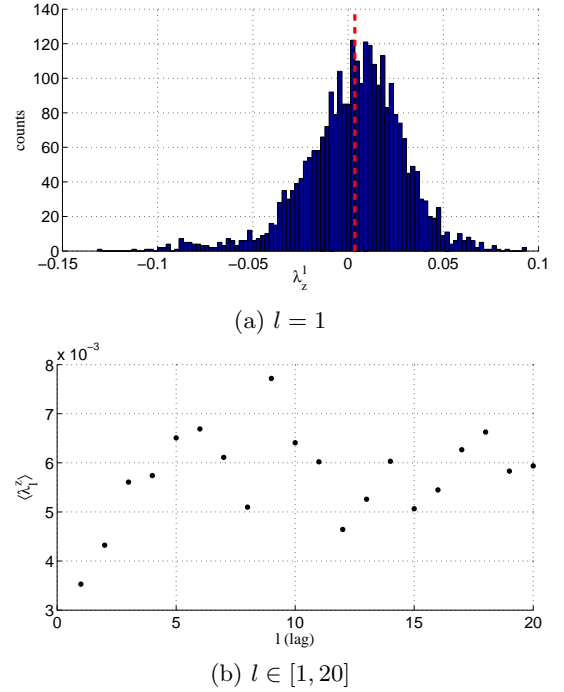 140
120
100
80
60
40
20
0
counts
−0.15 −0.1 −0.05 0 0.05 0.1
λ_z^1
(a) l = 1
x 10^−3
8
7
6
5
4
3
⟨λ_l^z⟩
0 5 10 15 20
l (lag)
(b) l ∈ [1, 20]